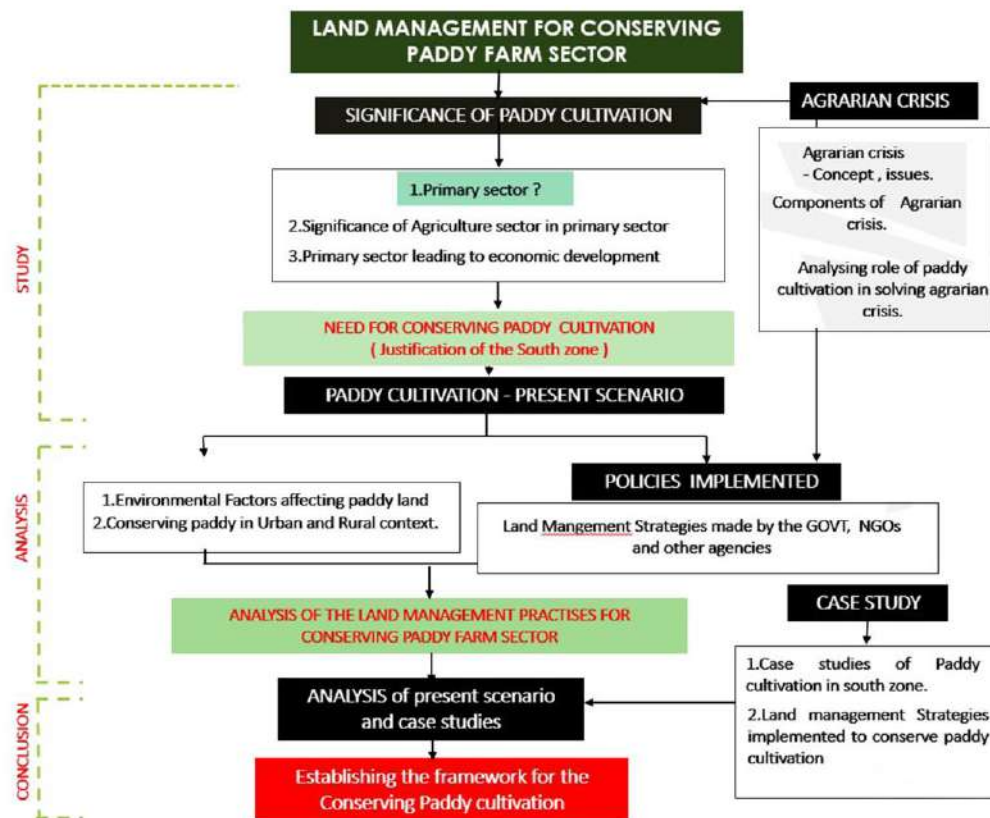 LAND MANAGEMENT FOR CONSERVING
PADDY FARM SECTOR
SIGNIFICANCE OF PADDY CULTIVATION
AGRARIAN CRISIS
Agrarian crisis
- Concept , issues.
Components of Agrarian
crisis.
Analysing role of paddy
cultivation in solving agrarian
crisis.
1.Primary sector ?
2.Significance of Agriculture sector in primary sector
3.Primary sector leading to economic development
STUDY
NEED FOR CONSERVING PADDY CULTIVATION
( Justification of the South zone )
PADDY CULTIVATION - PRESENT SCENARIO
ANALYSIS
1.Environmental Factors affecting paddy land
2.Conserving paddy in Urban and Rural context.
POLICIES IMPLEMENTED
Land Mangement Strategies made by the GOVT, NGOs
and other agencies
ANALYSIS OF THE LAND MANAGEMENT PRACTISES FOR
CONSERVING PADDY FARM SECTOR
CASE STUDY
1.Case studies of Paddy
cultivation in south zone.
2.Land management Strategies
implemented to conserve paddy
cultivation
CONCLUSION
ANALYSIS of present scenario
and case studies
Establishing the framework for the
Conserving Paddy cultivation